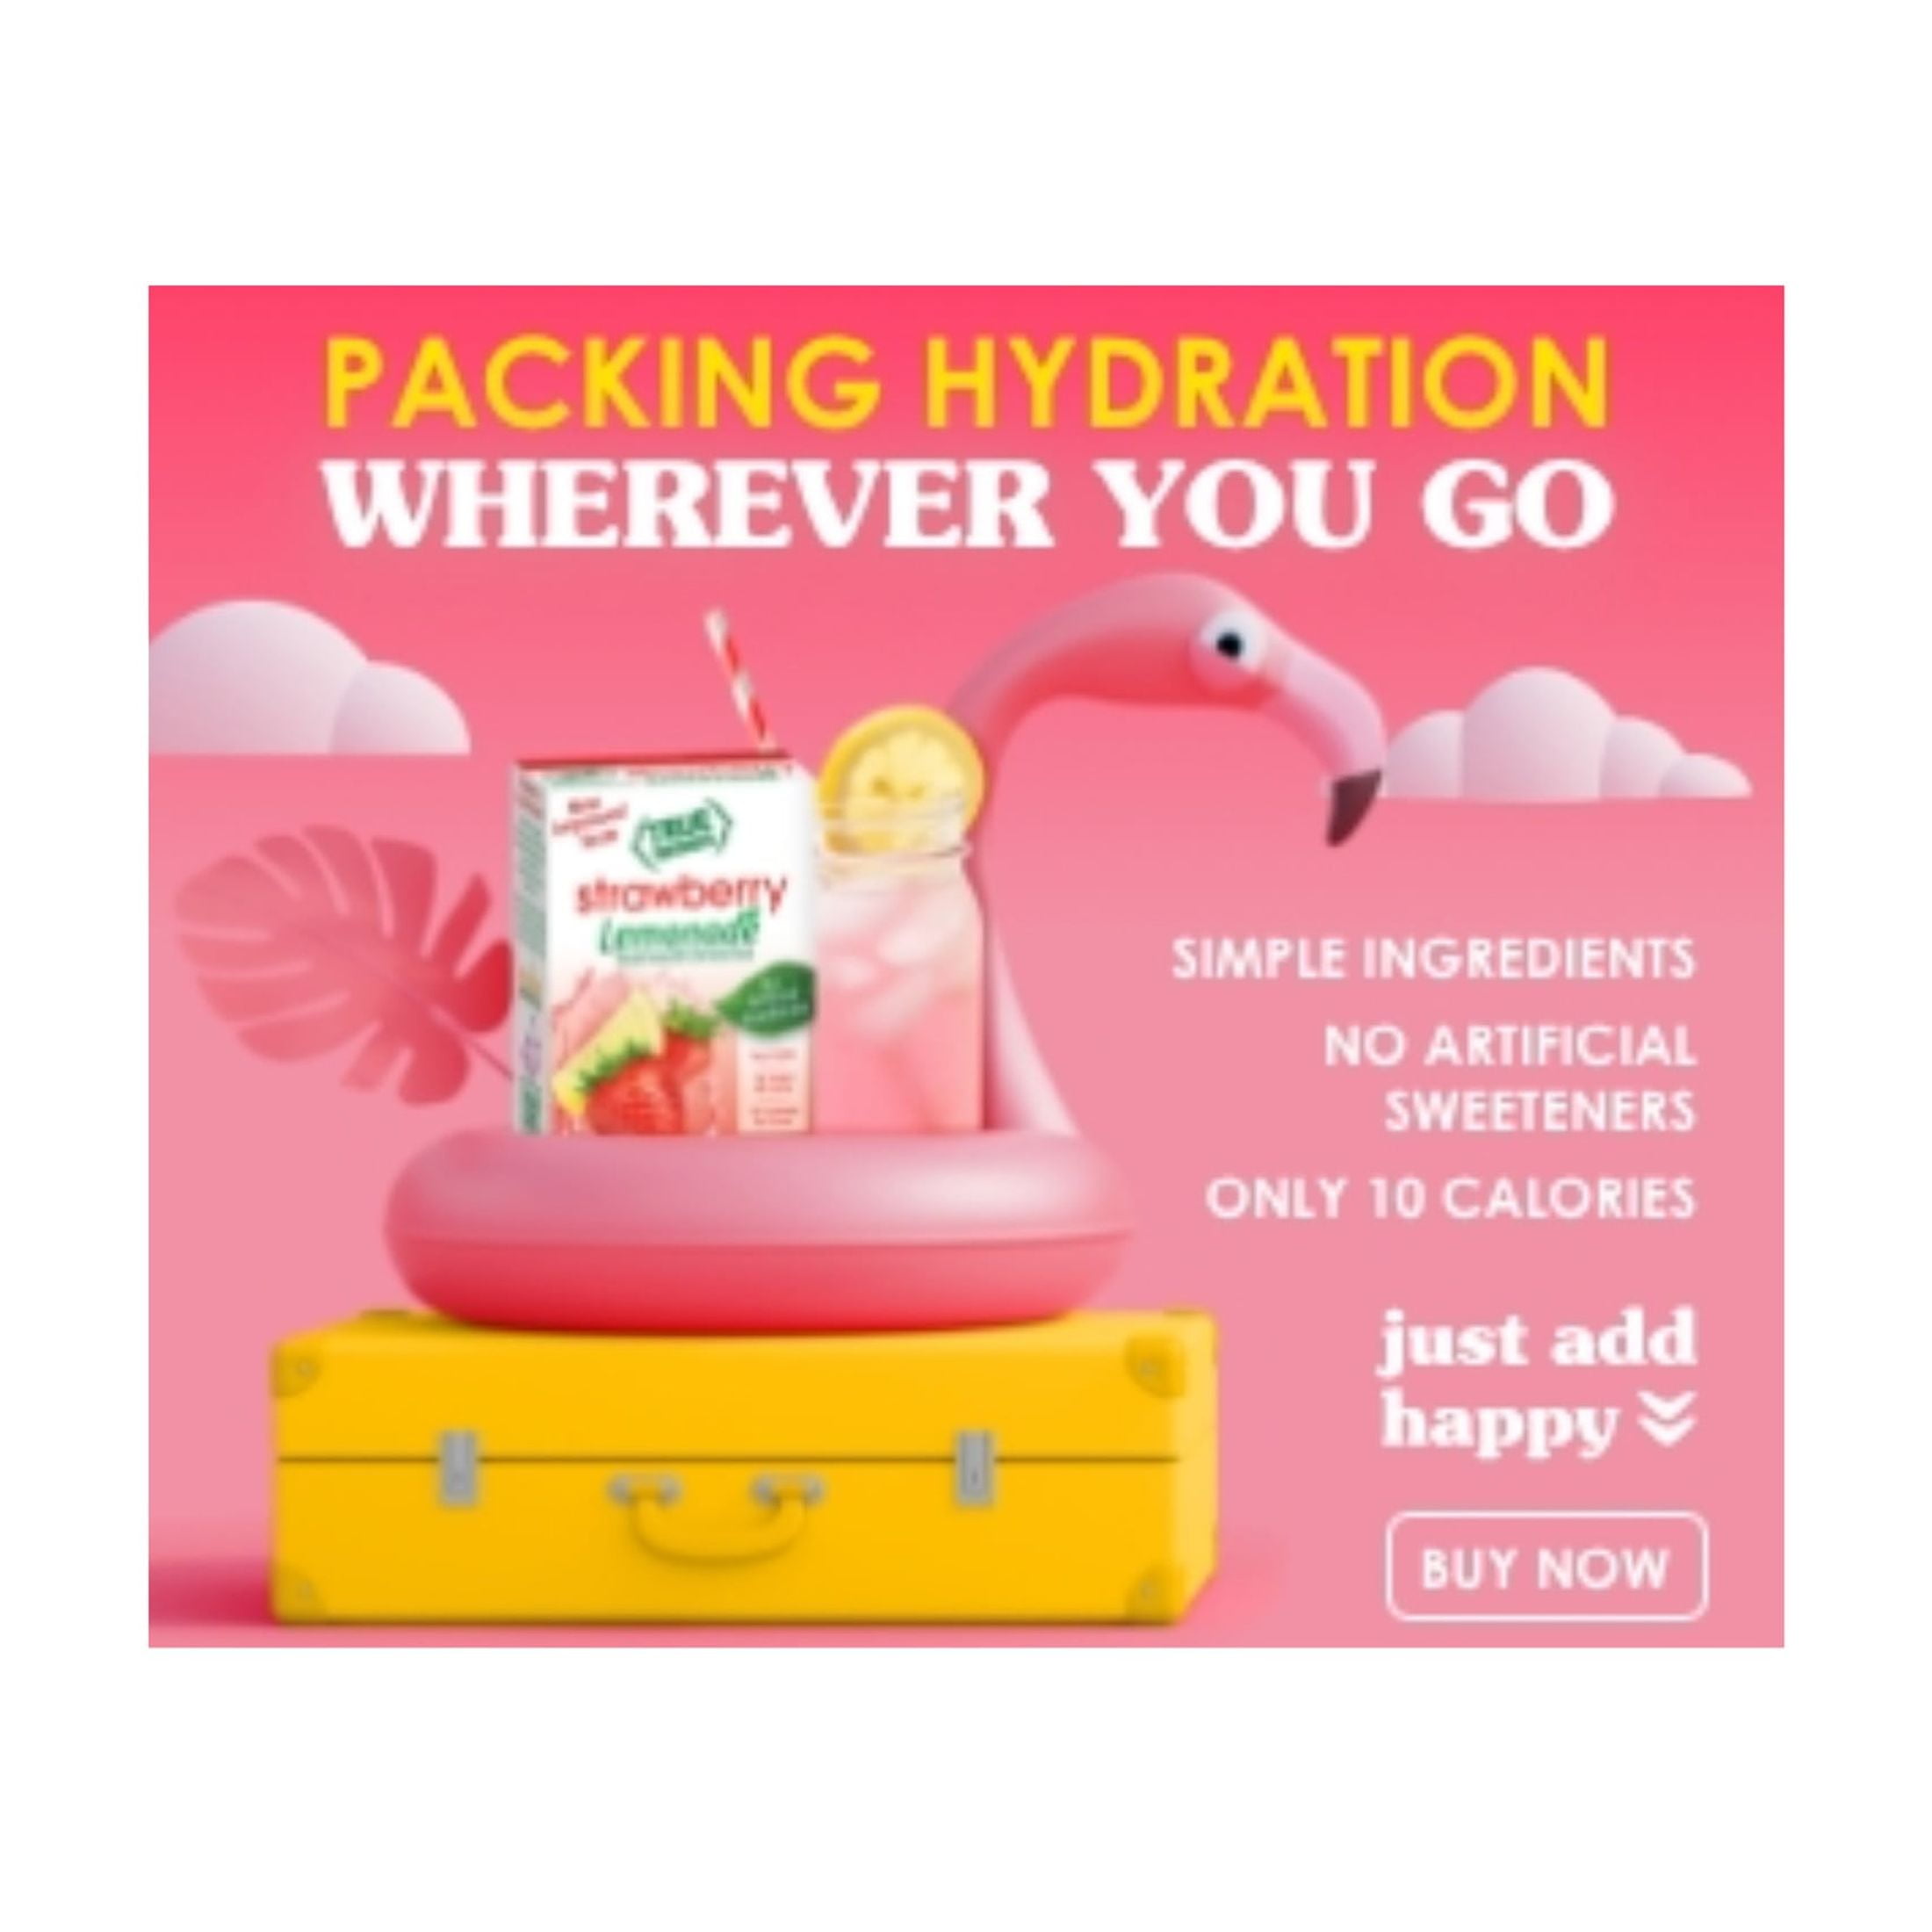 PACKING HYDRATION
WHEREVER YOU GO
TRUE
strawberry
Lemonade
SIMPLE INGREDIENTS
NO ARTIFICIAL
SWEETENERS
ONLY 10 CALORIES
just add
happy
BUY NOW